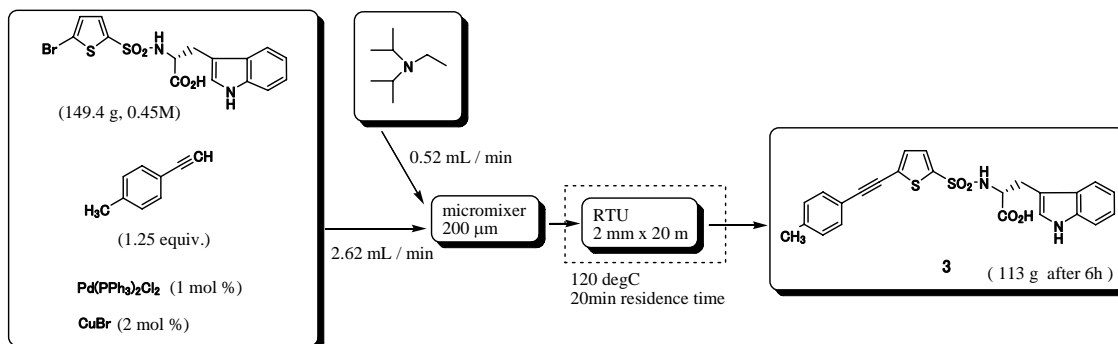 Br
S
SO2
H
N
CO2H
N
H
(149.4 g, 0.45M)
CH
H3C
(1.25 equiv.)
Pd(PPh3)2Cl2 (1 mol %)
CuBr (2 mol %)
N
0.52 mL / min
2.62 mL / min
micromixer
200 μm
RTU
2 mm x 20 m
120 degC
20min residence time
S
SO2
H
N
CO2H
N
H
CH3
3 ( 113 g after 6h )